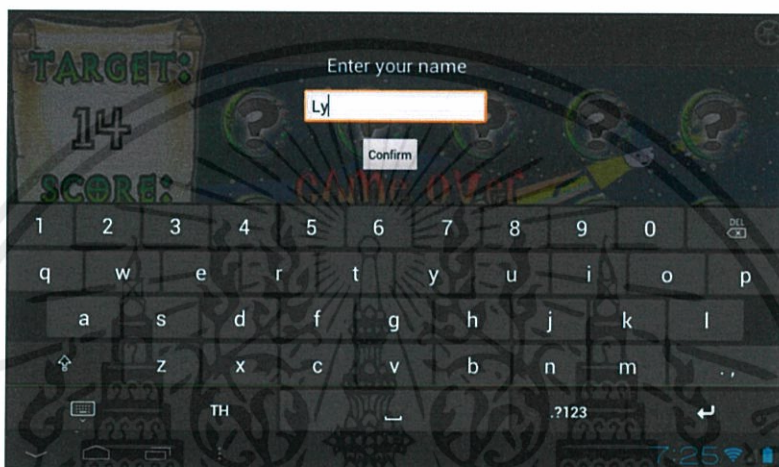 TARGET:
Enter your name
14
Ly
Confirm
SCORE:
GAME OVER
1 2 3 4 5 6 7 8 9 0 DEL
q w e r t y u i o p
a s d f g h j k l
z x c v b n m . ,
TH .?123
7:25